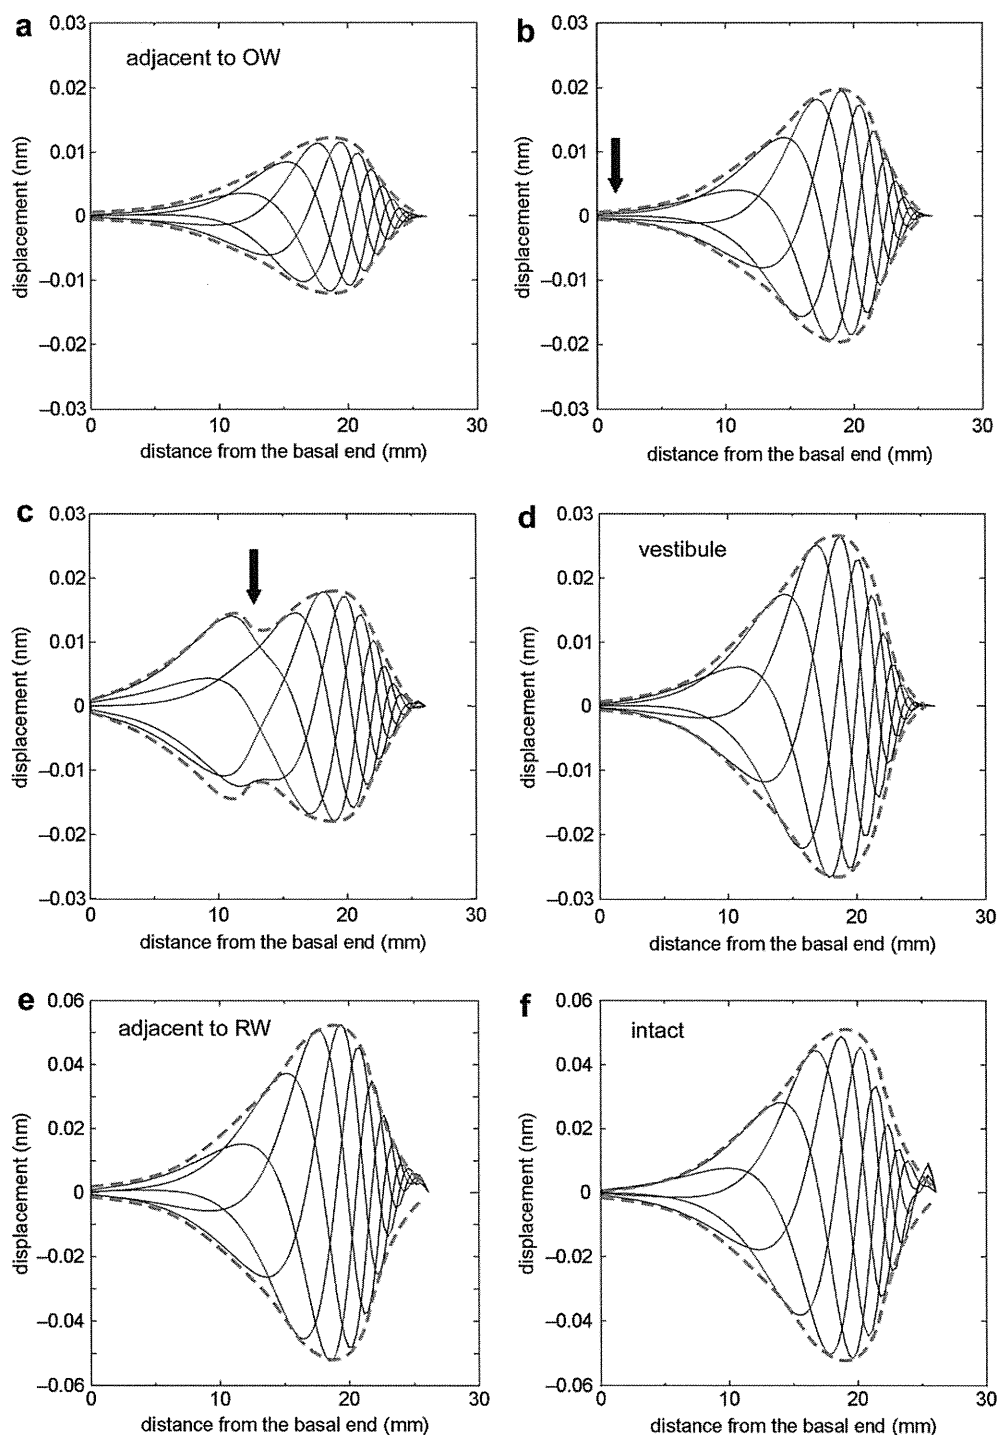 a
adjacent to OW
0.03
0.02
0.01
0
–0.01
–0.02
–0.03
displacement (nm)
0 10 20 30
distance from the basal end (mm)
b
0.03
0.02
0.01
0
–0.01
–0.02
–0.03
displacement (nm)
0 10 20 30
distance from the basal end (mm)
c
0.03
0.02
0.01
0
–0.01
–0.02
–0.03
displacement (nm)
0 10 20 30
distance from the basal end (mm)
d
vestibule
0.03
0.02
0.01
0
–0.01
–0.02
–0.03
displacement (nm)
0 10 20 30
distance from the basal end (mm)
e
adjacent to RW
0.06
0.04
0.02
0
–0.02
–0.04
–0.06
displacement (nm)
0 10 20 30
distance from the basal end (mm)
f
intact
0.06
0.04
0.02
0
–0.02
–0.04
–0.06
displacement (nm)
0 10 20 30
distance from the basal end (mm)